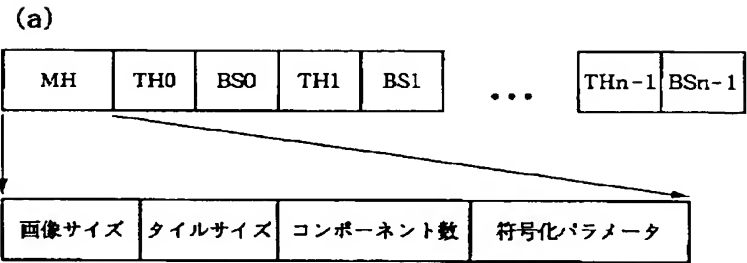 (a)
MH TH0 BS0 TH1 BS1 ... THn-1 BSn-1
画像サイズ タイルサイズ コンポーネント数 符号化パラメータ